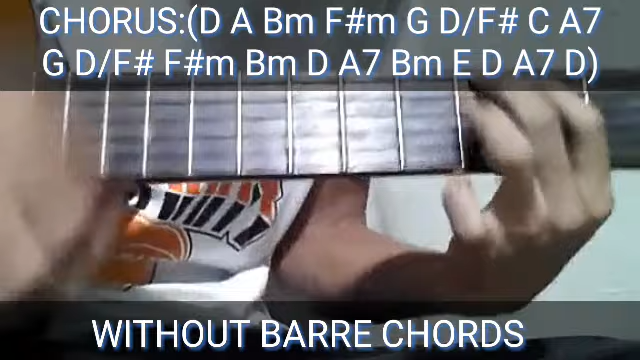 CHORUS:(D A Bm F#m G D/F# C A7
G D/F# F#m Bm D A7 Bm E D A7 D)
WITHOUT BARRE CHORDS